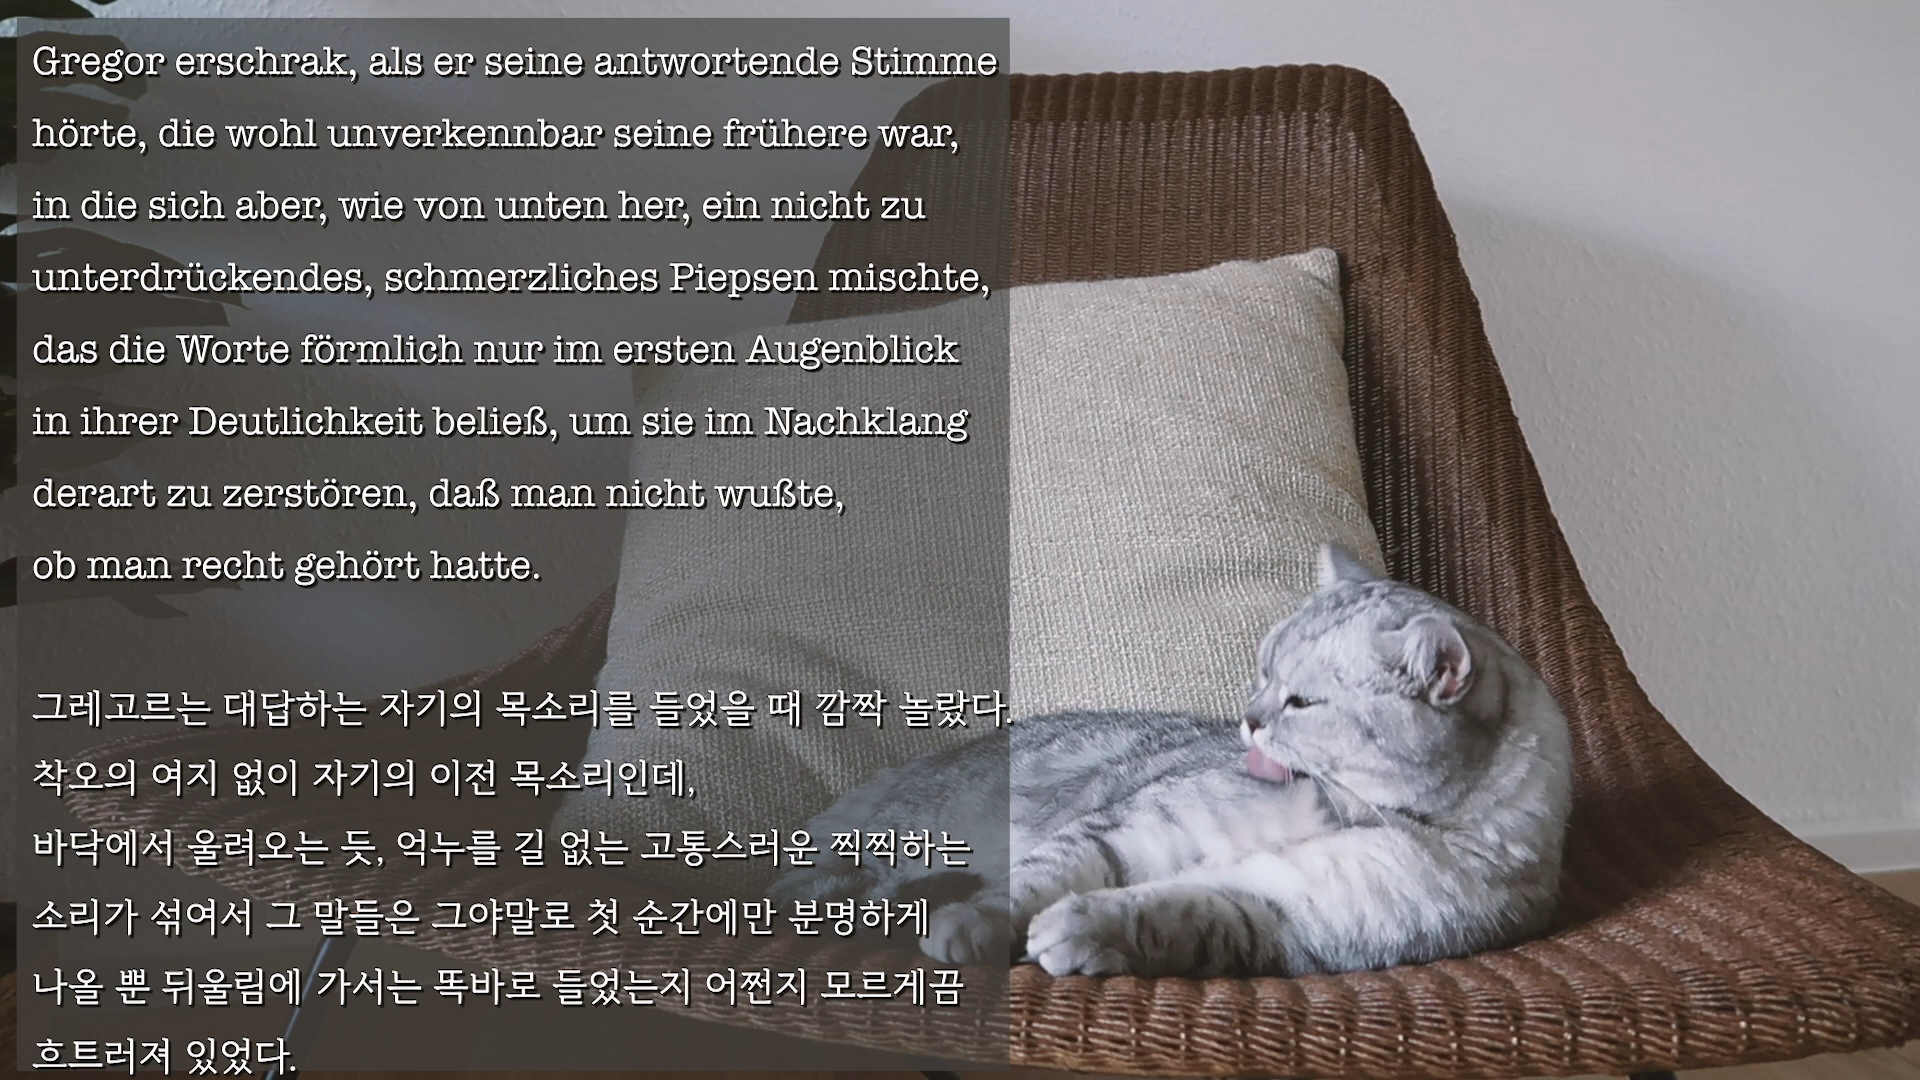 Gregor erschrak, als er seine antwortende Stimme
hörte, die wohl unverkennbar seine frühere war,
in die sich aber, wie von unten her, ein nicht zu
unterdrückendes, schmerzliches Piepsen mischte,
das die Worte förmlich nur im ersten Augenblick
in ihrer Deutlichkeit beließ, um sie im Nachklang
derart zu zerstören, daß man nicht wußte,
ob man recht gehört hatte.
그레고르는 대답하는 자기의 목소리를 들었을 때 깜짝 놀랐다.
착오의 여지 없이 자기의 이전 목소리인데,
바닥에서 울려오는 듯, 억누를 길 없는 고통스러운 찍찍하는
소리가 섞여서 그 말들은 그야말로 첫 순간에만 분명하게
나올 뿐 뒤울림에 가서는 똑바로 들었는지 어쩐지 모르게끔
흐트러져 있었다.